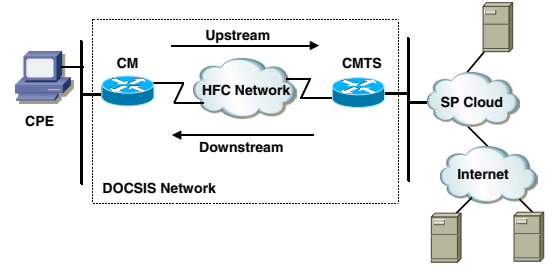 Upstream
CM
CMTS
HFC Network
SP Cloud
CPE
Downstream
Internet
DOCSIS Network